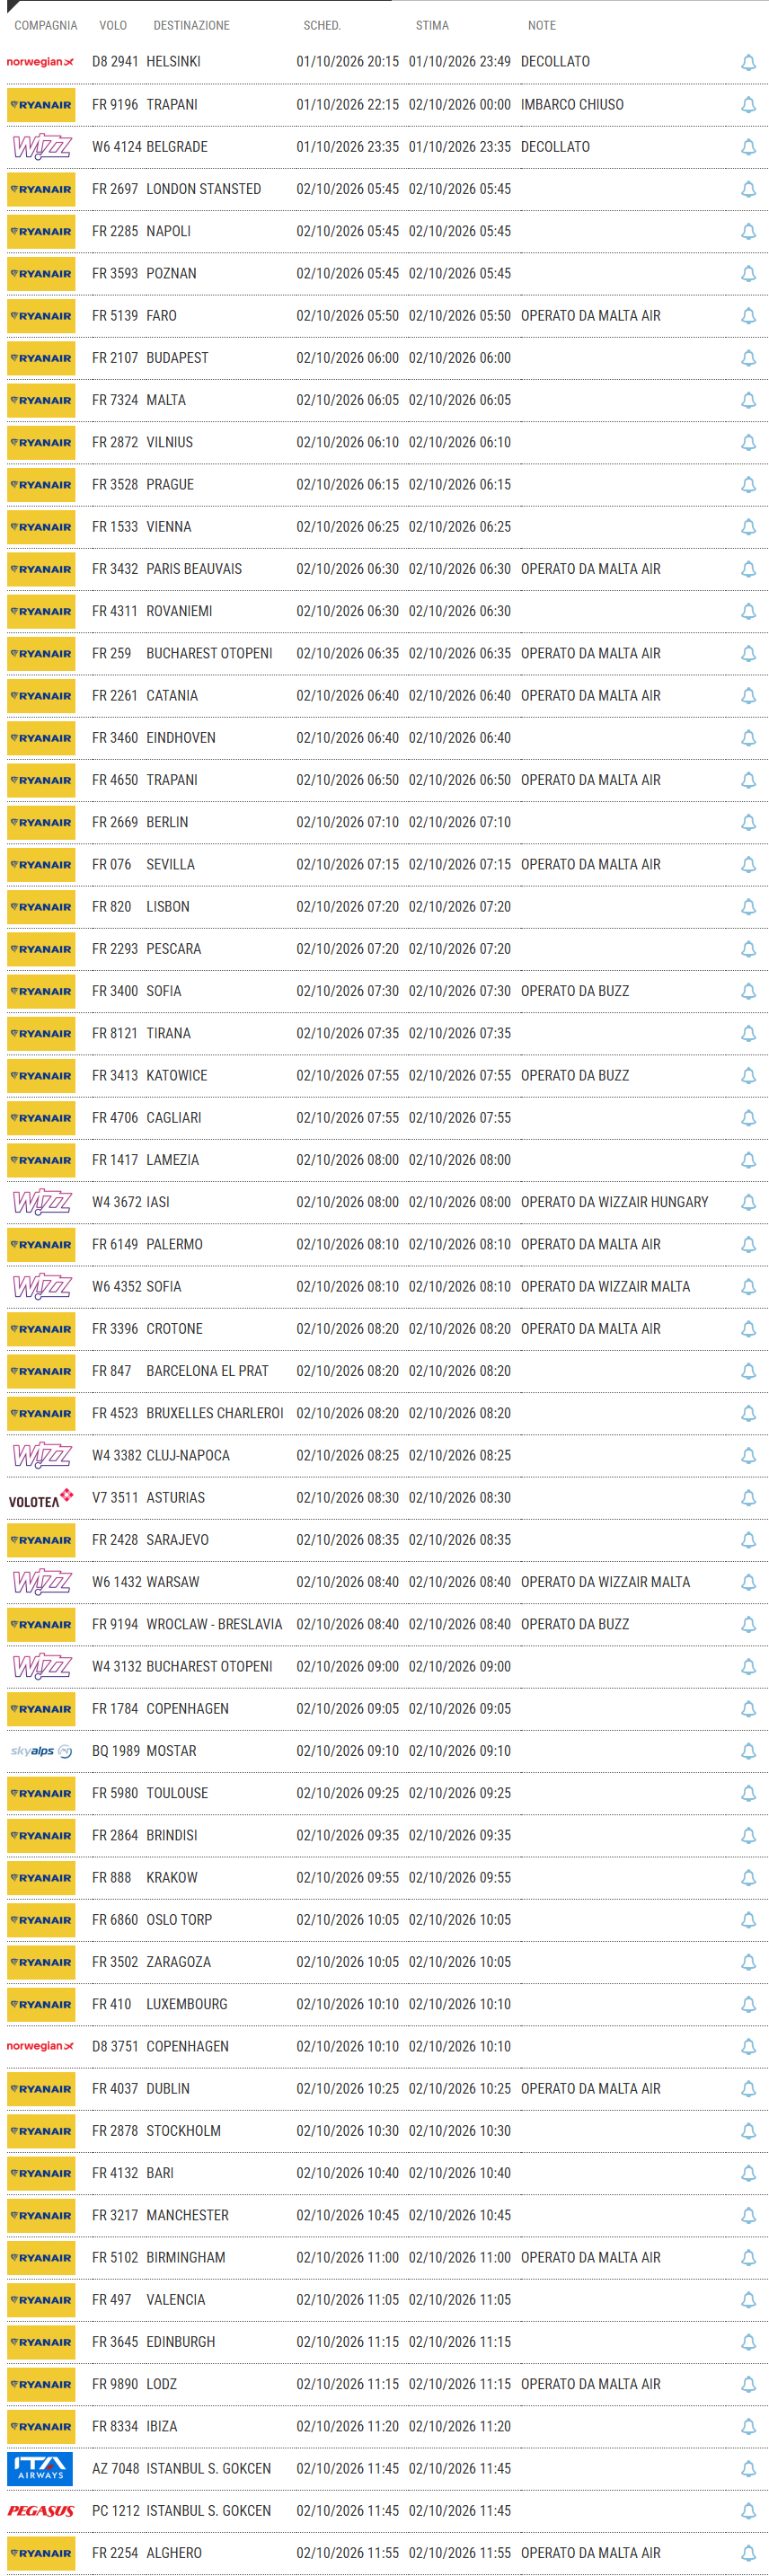 COMPAGNIA VOLO DESTINAZIONE SCHED. STIMA NOTE
norwegian D8 2941 HELSINKI 01/10/2026 20:15 01/10/2026 23:49 DECOLLATO
RYANAIR FR 9196 TRAPANI 01/10/2026 22:15 02/10/2026 00:00 IMBARCO CHIUSO
WIZZ W6 4124 BELGRADE 01/10/2026 23:35 01/10/2026 23:35 DECOLLATO
RYANAIR FR 2697 LONDON STANSTED 02/10/2026 05:45 02/10/2026 05:45
RYANAIR FR 2285 NAPOLI 02/10/2026 05:45 02/10/2026 05:45
RYANAIR FR 3593 POZNAN 02/10/2026 05:45 02/10/2026 05:45
RYANAIR FR 5139 FARO 02/10/2026 05:50 02/10/2026 05:50 OPERATO DA MALTA AIR
RYANAIR FR 2107 BUDAPEST 02/10/2026 06:00 02/10/2026 06:00
RYANAIR FR 7324 MALTA 02/10/2026 06:05 02/10/2026 06:05
RYANAIR FR 2872 VILNIUS 02/10/2026 06:10 02/10/2026 06:10
RYANAIR FR 3528 PRAGUE 02/10/2026 06:15 02/10/2026 06:15
RYANAIR FR 1533 VIENNA 02/10/2026 06:25 02/10/2026 06:25
RYANAIR FR 3432 PARIS BEAUVAIS 02/10/2026 06:30 02/10/2026 06:30 OPERATO DA MALTA AIR
RYANAIR FR 4311 ROVANIEMI 02/10/2026 06:30 02/10/2026 06:30
RYANAIR FR 259 BUCHAREST OTOPENI 02/10/2026 06:35 02/10/2026 06:35 OPERATO DA MALTA AIR
RYANAIR FR 2261 CATANIA 02/10/2026 06:40 02/10/2026 06:40 OPERATO DA MALTA AIR
RYANAIR FR 3460 EINDHOVEN 02/10/2026 06:40 02/10/2026 06:40
RYANAIR FR 4650 TRAPANI 02/10/2026 06:50 02/10/2026 06:50 OPERATO DA MALTA AIR
RYANAIR FR 2669 BERLIN 02/10/2026 07:10 02/10/2026 07:10
RYANAIR FR 076 SEVILLA 02/10/2026 07:15 02/10/2026 07:15 OPERATO DA MALTA AIR
RYANAIR FR 820 LISBON 02/10/2026 07:20 02/10/2026 07:20
RYANAIR FR 2293 PESCARA 02/10/2026 07:20 02/10/2026 07:20
RYANAIR FR 3400 SOFIA 02/10/2026 07:30 02/10/2026 07:30 OPERATO DA BUZZ
RYANAIR FR 8121 TIRANA 02/10/2026 07:35 02/10/2026 07:35
RYANAIR FR 3413 KATOWICE 02/10/2026 07:55 02/10/2026 07:55 OPERATO DA BUZZ
RYANAIR FR 4706 CAGLIARI 02/10/2026 07:55 02/10/2026 07:55
RYANAIR FR 1417 LAMEZIA 02/10/2026 08:00 02/10/2026 08:00
WIZZ W4 3672 IASI 02/10/2026 08:00 02/10/2026 08:00 OPERATO DA WIZZAIR HUNGARY
RYANAIR FR 6149 PALERMO 02/10/2026 08:10 02/10/2026 08:10 OPERATO DA MALTA AIR
WIZZ W6 4352 SOFIA 02/10/2026 08:10 02/10/2026 08:10 OPERATO DA WIZZAIR MALTA
RYANAIR FR 3396 CROTONE 02/10/2026 08:20 02/10/2026 08:20 OPERATO DA MALTA AIR
RYANAIR FR 847 BARCELONA EL PRAT 02/10/2026 08:20 02/10/2026 08:20
RYANAIR FR 4523 BRUXELLES CHARLEROI 02/10/2026 08:20 02/10/2026 08:20
WIZZ W4 3382 CLUJ-NAPOCA 02/10/2026 08:25 02/10/2026 08:25
VOLOTEA V7 3511 ASTURIAS 02/10/2026 08:30 02/10/2026 08:30
RYANAIR FR 2428 SARAJEVO 02/10/2026 08:35 02/10/2026 08:35
WIZZ W6 1432 WARSAW 02/10/2026 08:40 02/10/2026 08:40 OPERATO DA WIZZAIR MALTA
RYANAIR FR 9194 WROCLAW - BRESLAVIA 02/10/2026 08:40 02/10/2026 08:40 OPERATO DA BUZZ
WIZZ W4 3132 BUCHAREST OTOPENI 02/10/2026 09:00 02/10/2026 09:00
RYANAIR FR 1784 COPENHAGEN 02/10/2026 09:05 02/10/2026 09:05
skyalps BQ 1989 MOSTAR 02/10/2026 09:10 02/10/2026 09:10
RYANAIR FR 5980 TOULOUSE 02/10/2026 09:25 02/10/2026 09:25
RYANAIR FR 2864 BRINDISI 02/10/2026 09:35 02/10/2026 09:35
RYANAIR FR 888 KRAKOW 02/10/2026 09:55 02/10/2026 09:55
RYANAIR FR 6860 OSLO TORP 02/10/2026 10:05 02/10/2026 10:05
RYANAIR FR 3502 ZARAGOZA 02/10/2026 10:05 02/10/2026 10:05
RYANAIR FR 410 LUXEMBOURG 02/10/2026 10:10 02/10/2026 10:10
norwegian D8 3751 COPENHAGEN 02/10/2026 10:10 02/10/2026 10:10
RYANAIR FR 4037 DUBLIN 02/10/2026 10:25 02/10/2026 10:25 OPERATO DA MALTA AIR
RYANAIR FR 2878 STOCKHOLM 02/10/2026 10:30 02/10/2026 10:30
RYANAIR FR 4132 BARI 02/10/2026 10:40 02/10/2026 10:40
RYANAIR FR 3217 MANCHESTER 02/10/2026 10:45 02/10/2026 10:45
RYANAIR FR 5102 BIRMINGHAM 02/10/2026 11:00 02/10/2026 11:00 OPERATO DA MALTA AIR
RYANAIR FR 497 VALENCIA 02/10/2026 11:05 02/10/2026 11:05
RYANAIR FR 3645 EDINBURGH 02/10/2026 11:15 02/10/2026 11:15
RYANAIR FR 9890 LODZ 02/10/2026 11:15 02/10/2026 11:15 OPERATO DA MALTA AIR
RYANAIR FR 8334 IBIZA 02/10/2026 11:20 02/10/2026 11:20
ITA AIRWAYS AZ 7048 ISTANBUL S. GOKCEN 02/10/2026 11:45 02/10/2026 11:45
PEGASUS PC 1212 ISTANBUL S. GOKCEN 02/10/2026 11:45 02/10/2026 11:45
RYANAIR FR 2254 ALGHERO 02/10/2026 11:55 02/10/2026 11:55 OPERATO DA MALTA AIR